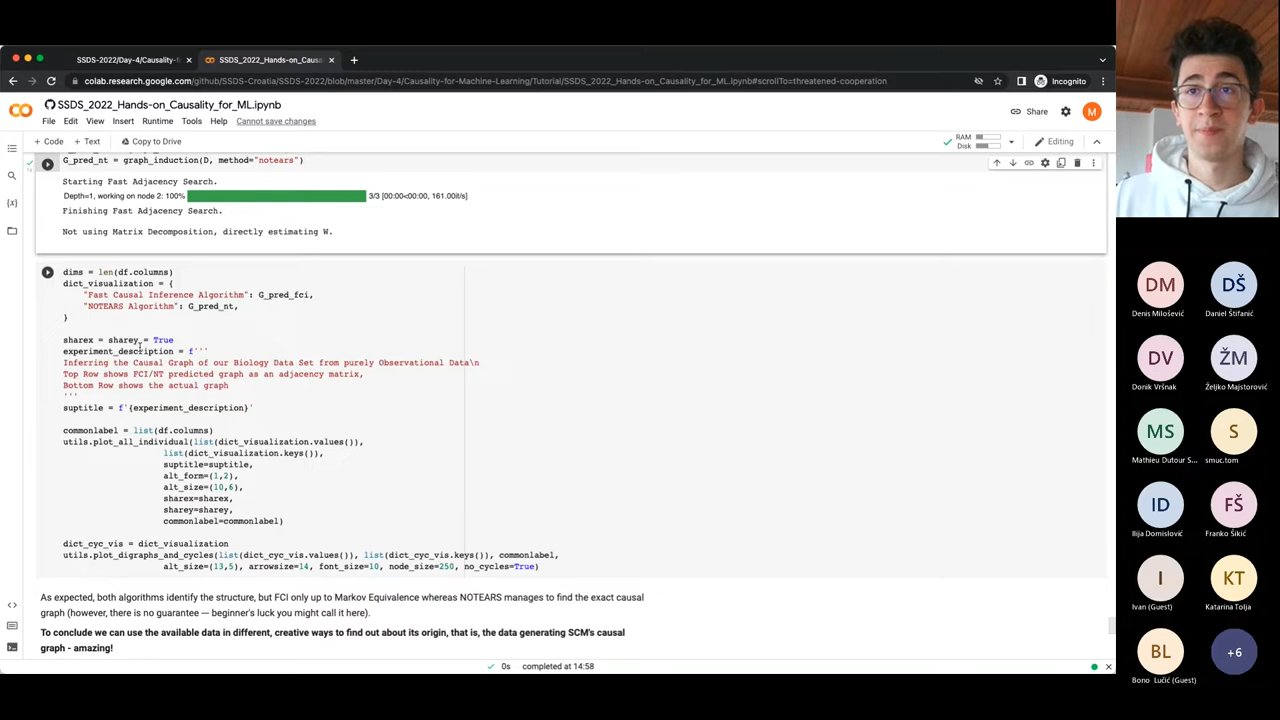 SSDS-2022/Day-4/Causality-f
SSDS_2022_Hands-on_Causa
colab.research.google.com/github/SSDS-Croatia/SSDS-2022/blob/master/Day-4/Causality-for-Machine-Learning/Tutorial/SSDS_2022_Hands-on_Causality_for_ML.ipynb#scrollTo=threatened-cooperation
Incognito
SSDS_2022_Hands-on_Causality_for_ML.ipynb
File Edit View Insert Runtime Tools Help Cannot save changes
Share
M
+ Code + Text Copy to Drive
RAM
Disk
Editing
G_pred_nt = graph_induction(D, method="notears")
Starting Fast Adjacency Search.
Depth=1, working on node 2: 100% 3/3 [00:00<00:00, 161.00it/s]
Finishing Fast Adjacency Search.
Not using Matrix Decomposition, directly estimating W.
dims = len(df.columns)
dict_visualization = {
"Fast Causal Inference Algorithm": G_pred_fci,
"NOTEARS Algorithm": G_pred_nt,
}
sharex = sharey = True
experiment_description = f'''
Inferring the Causal Graph of our Biology Data Set from purely Observational Data\n
Top Row shows FCI/NT predicted graph as an adjacency matrix,
Bottom Row shows the actual graph
'''
suptitle = f'{experiment_description}'
commonlabel = list(df.columns)
utils.plot_all_individual(list(dict_visualization.values()),
list(dict_visualization.keys()),
suptitle=suptitle,
alt_form=(1,2),
alt_size=(10,6),
sharex=sharex,
sharey=sharey,
commonlabel=commonlabel)
dict_cyc_vis = dict_visualization
utils.plot_digraphs_and_cycles(list(dict_cyc_vis.values()), list(dict_cyc_vis.keys()), commonlabel,
alt_size=(13,5), arrowsize=14, font_size=10, node_size=250, no_cycles=True)
As expected, both algorithms identify the structure, but FCI only up to Markov Equivalence whereas NOTEARS manages to find the exact causal
graph (however, there is no guarantee — beginner's luck you might call it here).
To conclude we can use the available data in different, creative ways to find out about its origin, that is, the data generating SCM's causal
graph - amazing!
0s completed at 14:58
DM DŠ
Denis Milošević Daniel Štifanić
DV ŽM
Donik Vršnak Željko Majstorović
MS S
Mathieu Dutour S... smuc.tom
ID FŠ
Ilija Domislović Franko Šikić
I KT
Ivan (Guest) Katarina Tolja
BL +6
Bono Lučić (Guest)